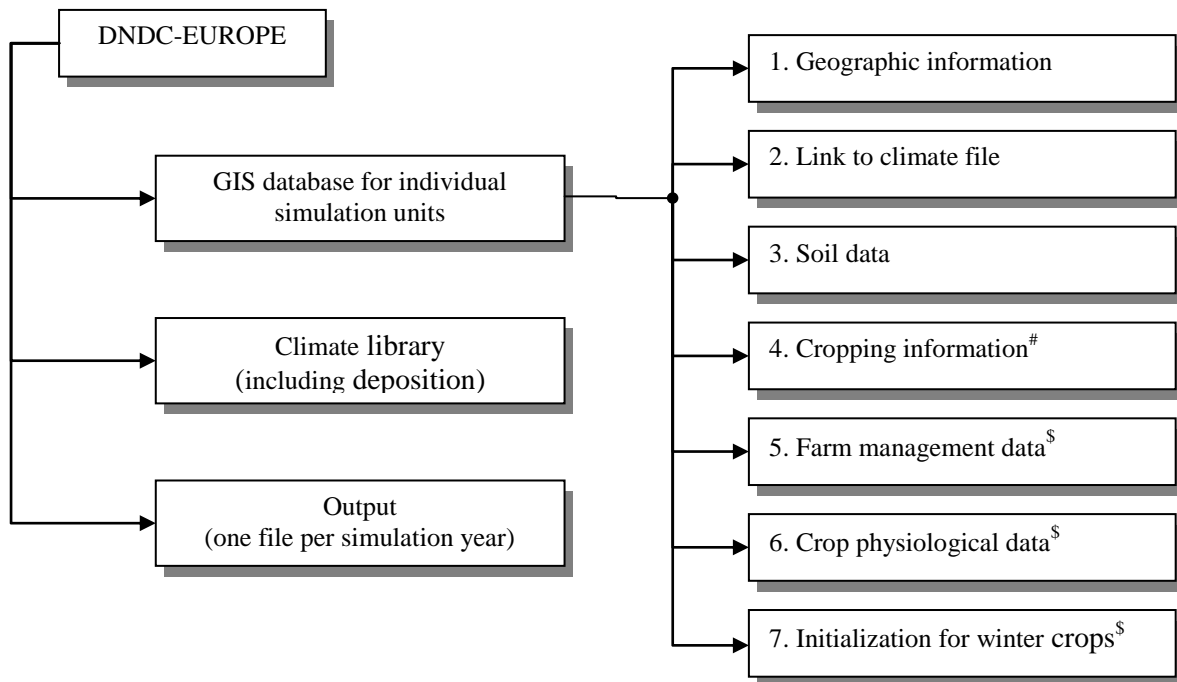 DNDC-EUROPE
GIS database for individual
simulation units
Climate library
(including deposition)
Output
(one file per simulation year)
1. Geographic information
2. Link to climate file
3. Soil data
4. Cropping information#
5. Farm management data$
6. Crop physiological data$
7. Initialization for winter crops$